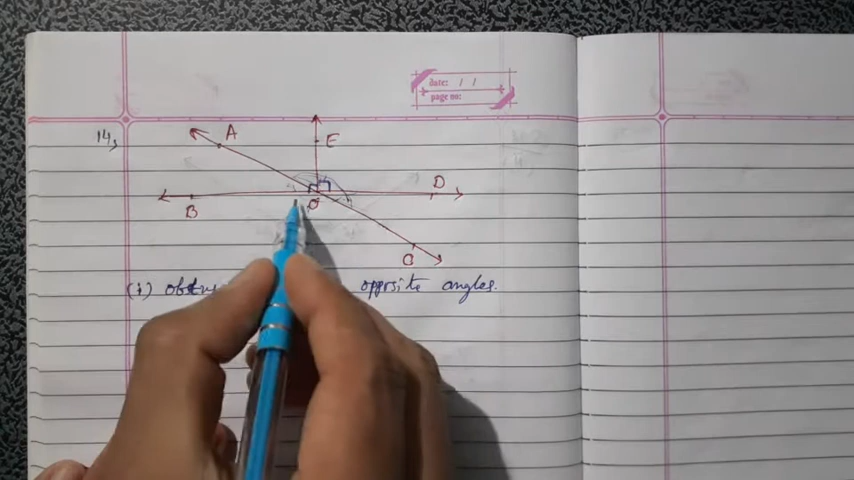 date: / /
page no:
14,
A
E
D
B
O
C
(i) opposite angles.